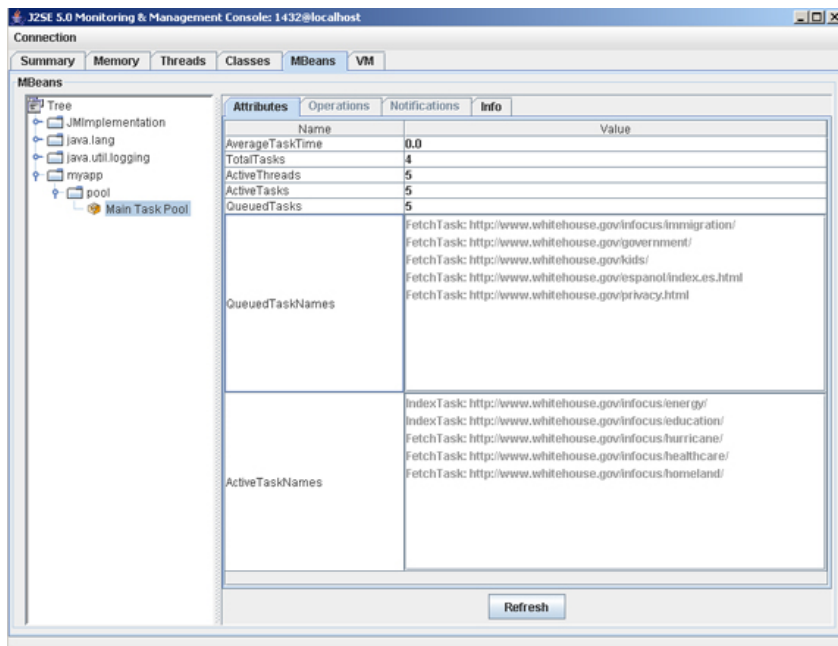 J2SE 5.0 Monitoring & Management Console: 1432@localhost
Connection
Summary Memory Threads Classes MBeans VM
MBeans
Tree
JMImplementation
java.lang
java.util.logging
myapp
pool
Main Task Pool
Attributes Operations Notifications Info
Name Value
AverageTaskTime 0.0
TotalTasks 4
ActiveThreads 5
ActiveTasks 5
QueuedTasks 5
QueuedTaskNames
FetchTask: http://www.whitehouse.gov/infocus/immigration/
FetchTask: http://www.whitehouse.gov/government/
FetchTask: http://www.whitehouse.gov/kids/
FetchTask: http://www.whitehouse.gov/espanol/index.es.html
FetchTask: http://www.whitehouse.gov/privacy.html
ActiveTaskNames
IndexTask: http://www.whitehouse.gov/infocus/energy/
IndexTask: http://www.whitehouse.gov/infocus/education/
FetchTask: http://www.whitehouse.gov/infocus/hurricane/
FetchTask: http://www.whitehouse.gov/infocus/healthcare/
FetchTask: http://www.whitehouse.gov/infocus/homeland/
Refresh